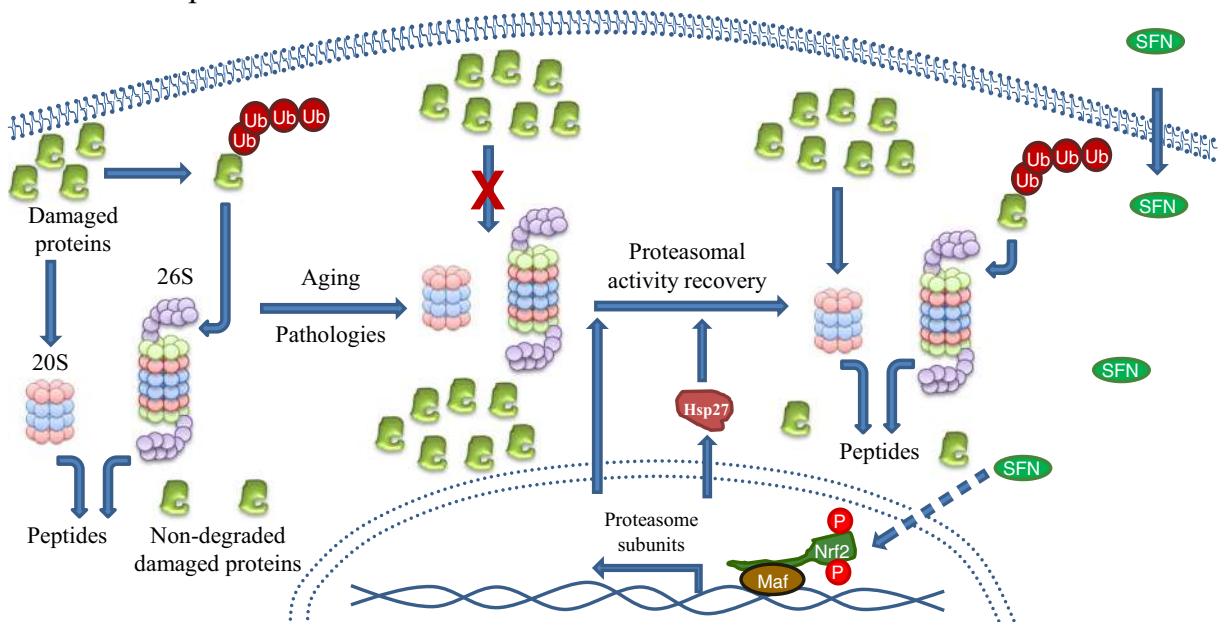 SFN
Ub Ub Ub
Ub
Damaged
proteins
26S
20S
Peptides
Non-degraded
damaged proteins
Aging
Pathologies
X
Proteasomal
activity recovery
Hsp27
Ub Ub Ub
Ub
SFN
SFN
Peptides
SFN
Proteasome
subunits
P
Nrf2
P
Maf